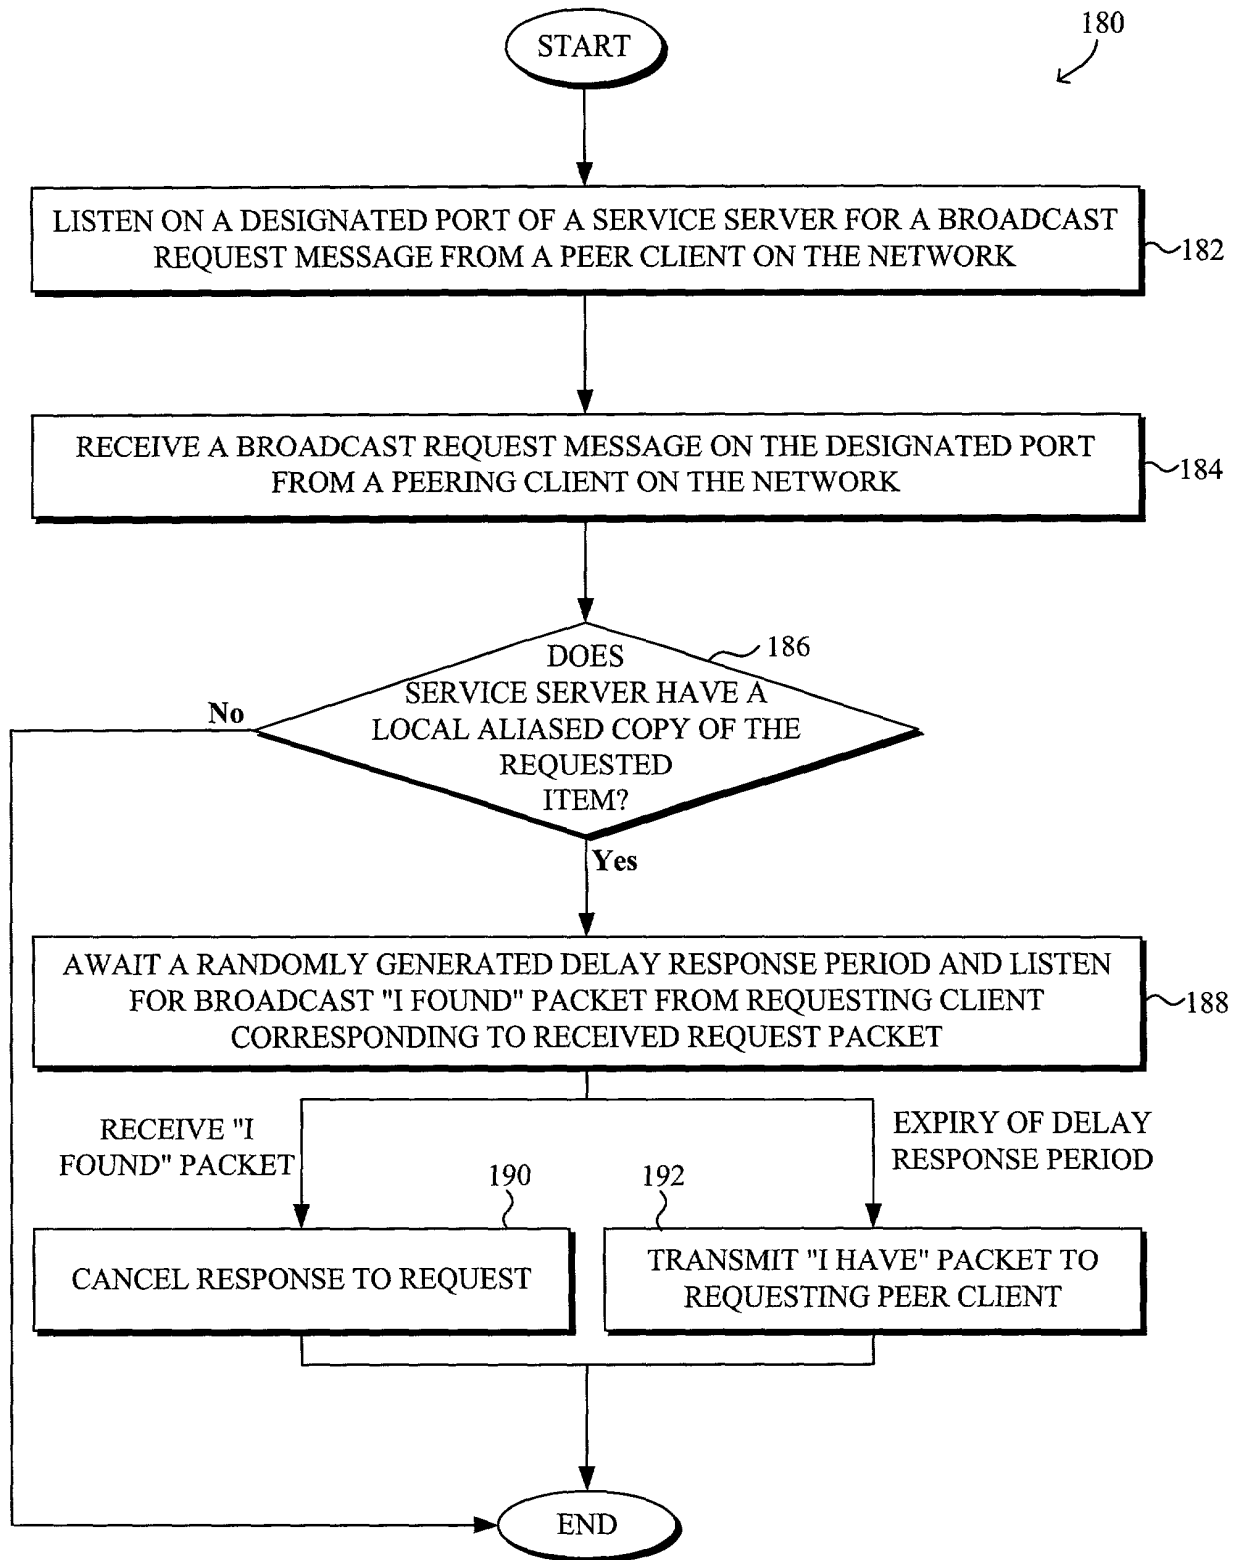 START
180
LISTEN ON A DESIGNATED PORT OF A SERVICE SERVER FOR A BROADCAST
REQUEST MESSAGE FROM A PEER CLIENT ON THE NETWORK
182
RECEIVE A BROADCAST REQUEST MESSAGE ON THE DESIGNATED PORT
FROM A PEERING CLIENT ON THE NETWORK
184
DOES
SERVICE SERVER HAVE A
LOCAL ALIASED COPY OF THE
REQUESTED
ITEM?
186
No
Yes
AWAIT A RANDOMLY GENERATED DELAY RESPONSE PERIOD AND LISTEN
FOR BROADCAST "I FOUND" PACKET FROM REQUESTING CLIENT
CORRESPONDING TO RECEIVED REQUEST PACKET
188
RECEIVE "I
FOUND" PACKET
EXPIRY OF DELAY
RESPONSE PERIOD
190
CANCEL RESPONSE TO REQUEST
192
TRANSMIT "I HAVE" PACKET TO
REQUESTING PEER CLIENT
END